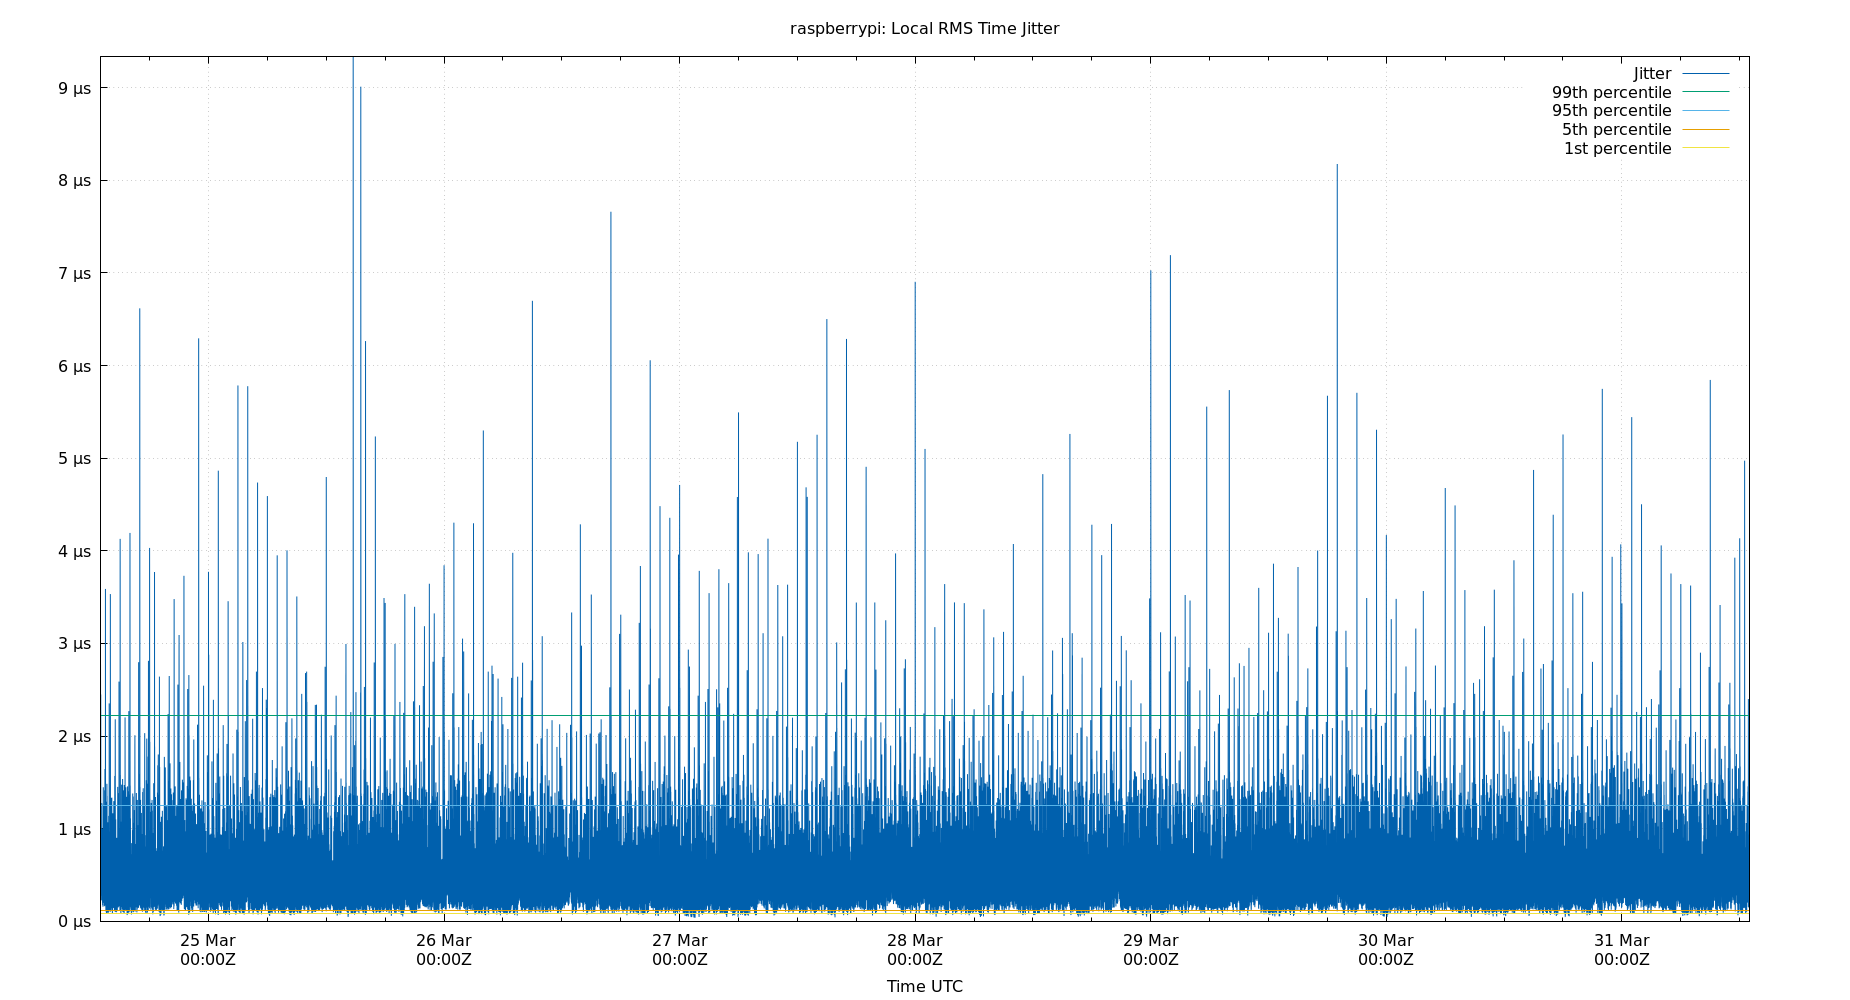 raspberrypi: Local RMS Time Jitter
Jitter
99th percentile
95th percentile
5th percentile
1st percentile
9 μs
8 μs
7 μs
6 μs
5 μs
4 μs
3 μs
2 μs
1 μs
0 μs
25 Mar 26 Mar 27 Mar 28 Mar 29 Mar 30 Mar 31 Mar
00:00Z 00:00Z 00:00Z 00:00Z 00:00Z 00:00Z 00:00Z
Time UTC